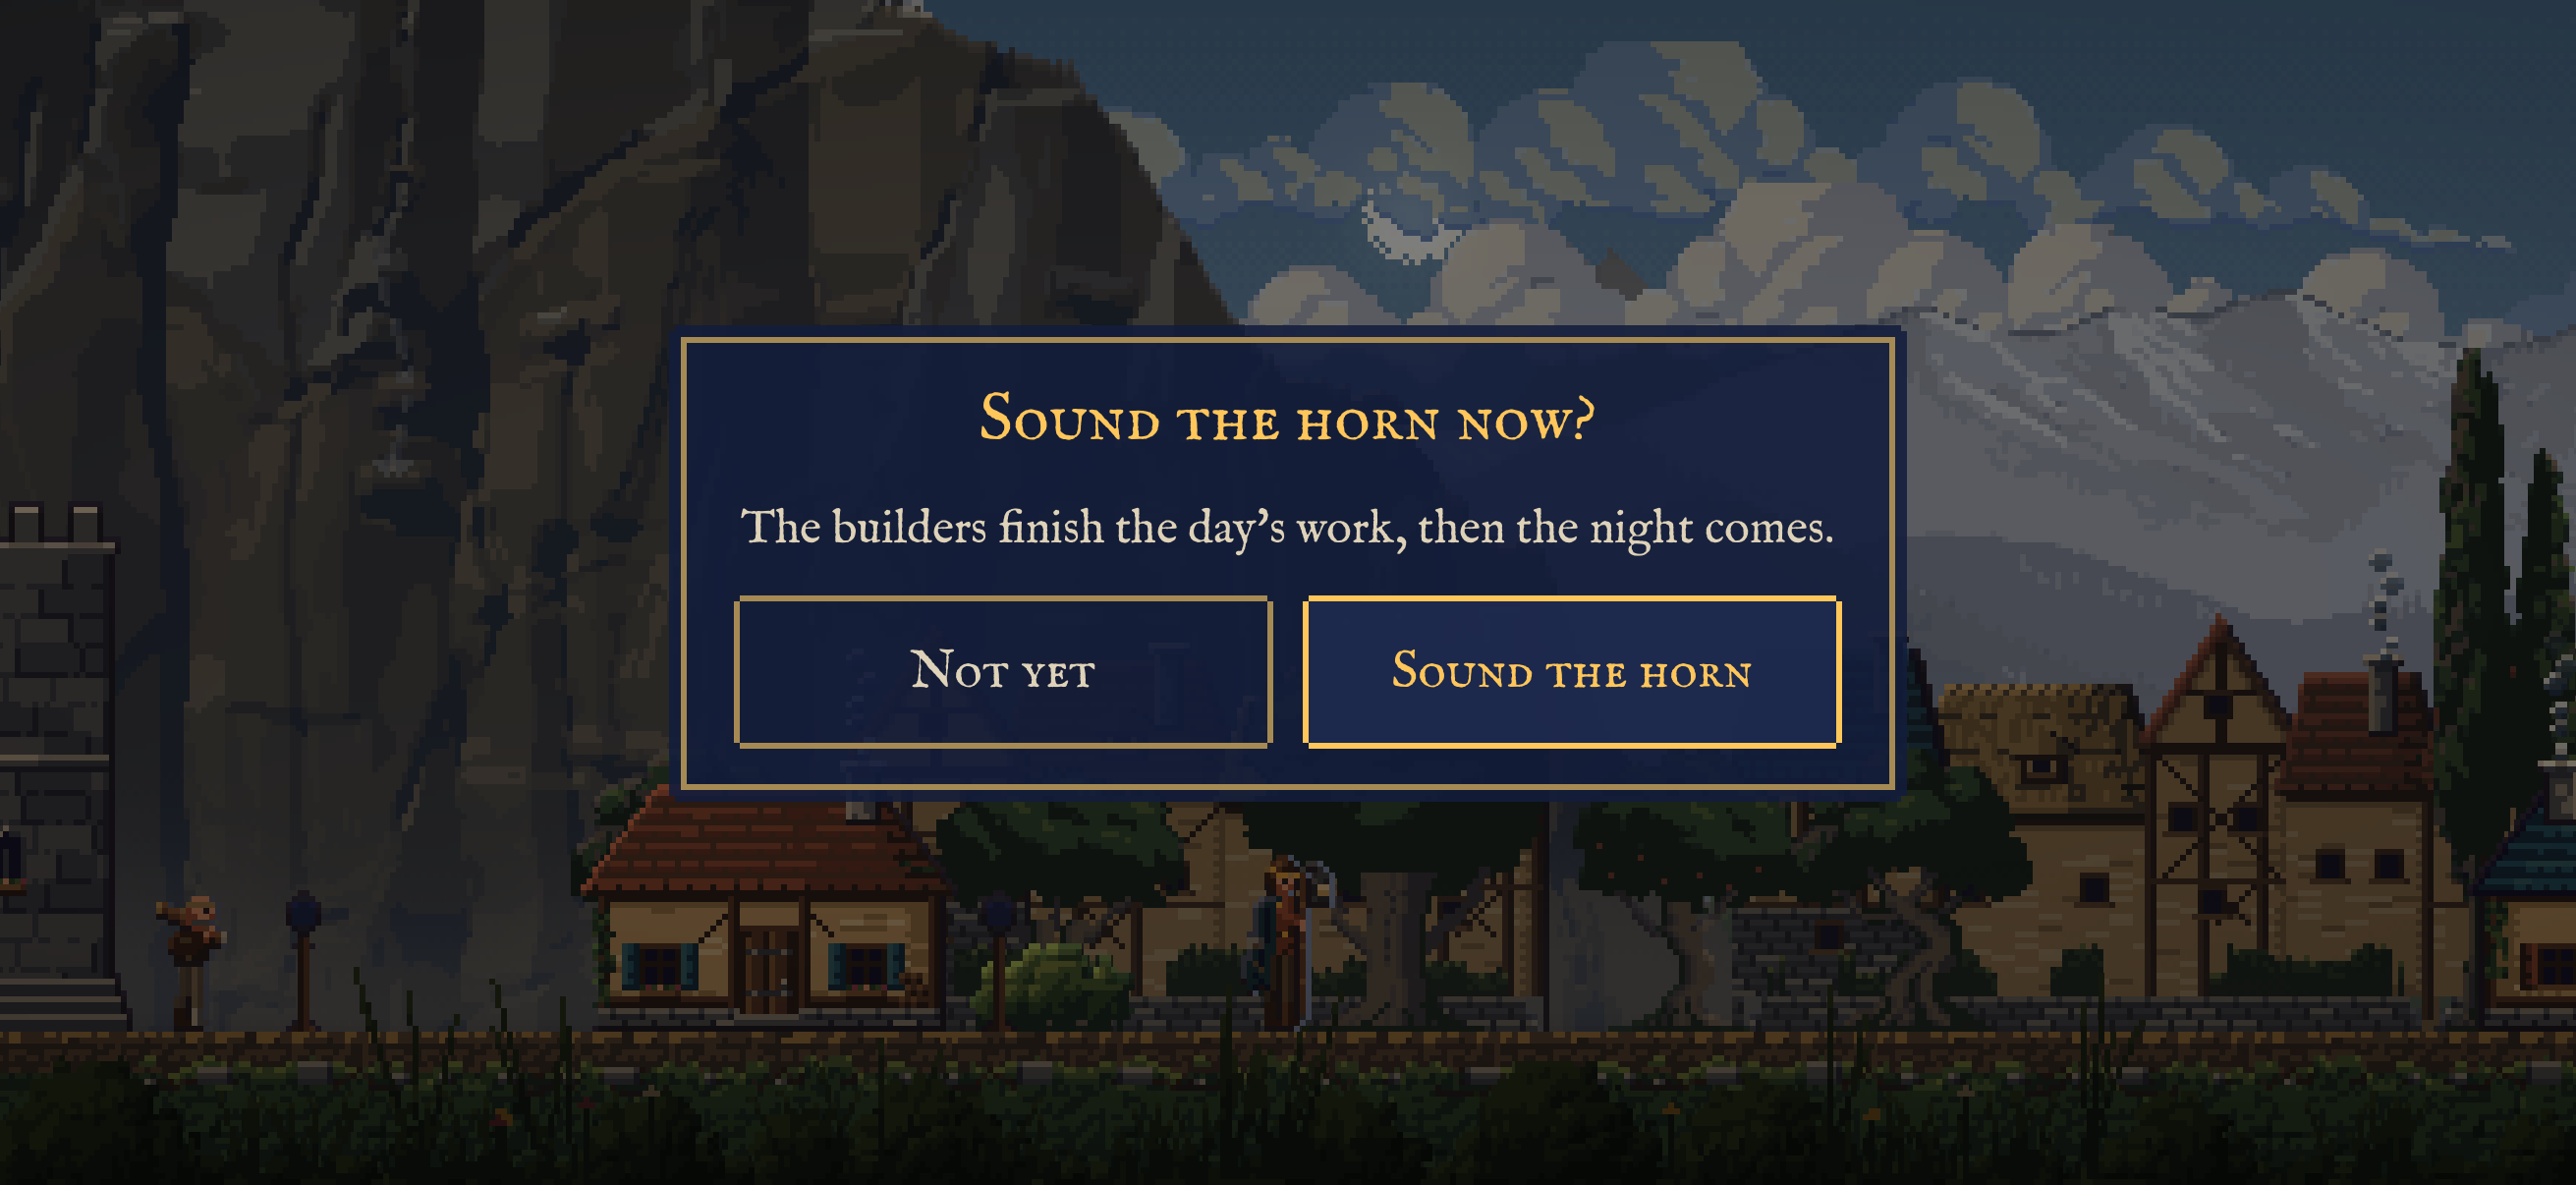 Sound the horn now?
The builders finish the day’s work, then the night comes.
Not yet
Sound the horn